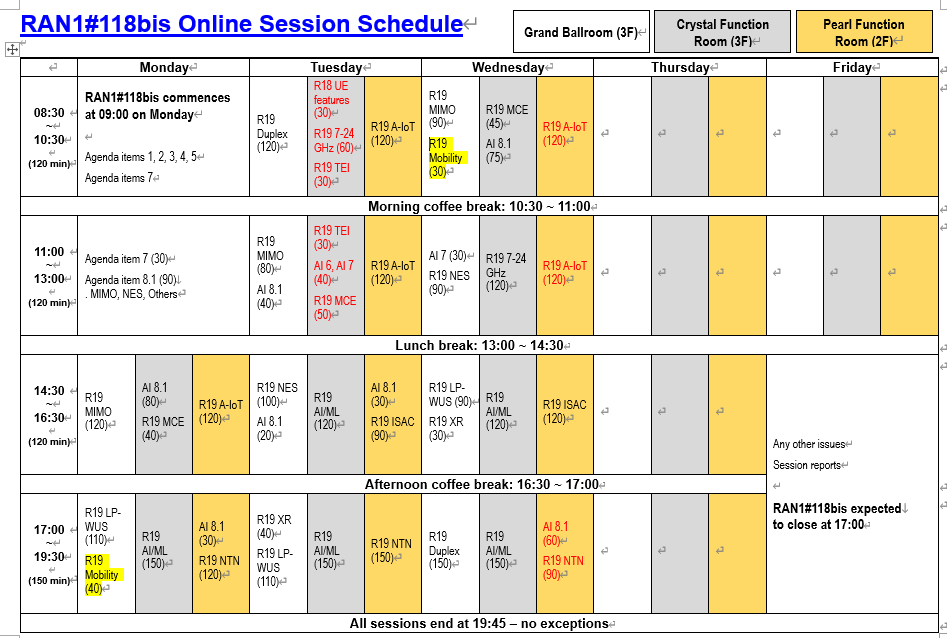 RAN1#118bis Online Session Schedule
Grand Ballroom (3F)
Crystal Function
Room (3F)
Pearl Function
Room (2F)
Monday
Tuesday
Wednesday
Thursday
Friday
08:30
~
10:30
(120 min)
RAN1#118bis commences
at 09:00 on Monday
Agenda items 1, 2, 3, 4, 5
Agenda items 7
R19
Duplex
(120)
R18 UE
features
(30)
R19 7-24
GHz (60)
R19 TEI
(30)
R19 A-IoT
(120)
R19
MIMO
(90)
R19
Mobility
(30)
R19 MCE
(45)
AI 8.1
(75)
R19 A-IoT
(120)
Morning coffee break: 10:30 ~ 11:00
11:00
~
13:00
(120 min)
Agenda item 7 (30)
Agenda item 8.1 (90)
. MIMO, NES, Others
R19
MIMO
(80)
AI 8.1
(40)
R19 TEI
(30)
AI 6, AI 7
(40)
R19 MCE
(50)
R19 A-IoT
(120)
AI 7 (30)
R19 NES
(90)
R19 7-24
GHz
(120)
R19 A-IoT
(120)
Lunch break: 13:00 ~ 14:30
14:30
~
16:30
(120 min)
R19
MIMO
(120)
AI 8.1
(80)
R19 MCE
(40)
R19 A-IoT
(120)
R19 NES
(100)
AI 8.1
(20)
R19
AI/ML
(120)
AI 8.1
(30)
R19 ISAC
(90)
R19 LP-
WUS (90)
R19 XR
(30)
R19
AI/ML
(120)
R19 ISAC
(120)
Any other issues
Session reports
RAN1#118bis expected
to close at 17:00
Afternoon coffee break: 16:30 ~ 17:00
17:00
~
19:30
(150 min)
R19 LP-
WUS
(110)
R19
Mobility
(40)
R19
AI/ML
(150)
AI 8.1
(30)
R19 NTN
(120)
R19 XR
(40)
R19 LP-
WUS
(110)
R19
AI/ML
(150)
R19 NTN
(150)
R19
Duplex
(150)
R19
AI/ML
(150)
AI 8.1
(60)
R19 NTN
(90)
All sessions end at 19:45 – no exceptions